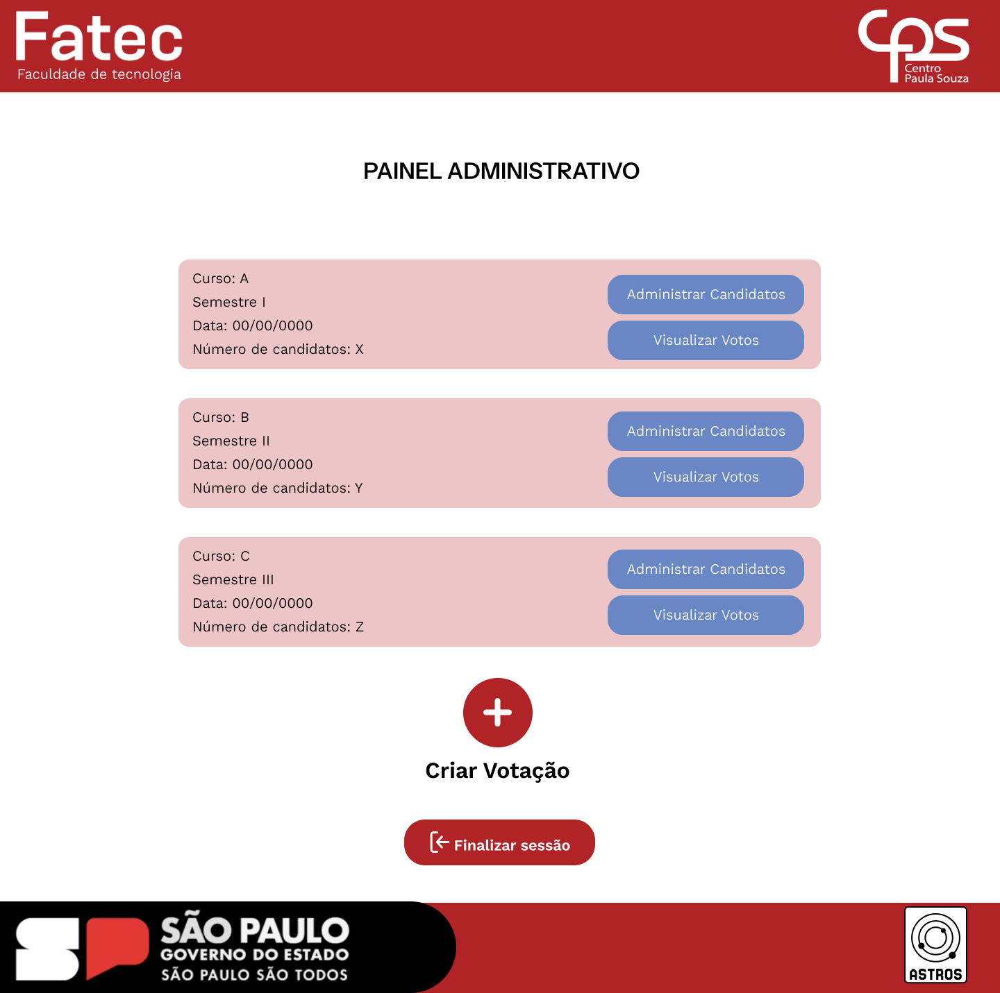 Fatec
Faculdade de tecnologia
CPS
Centro
Paula Souza
PAINEL ADMINISTRATIVO
Curso: A
Semestre I
Data: 00/00/0000
Número de candidatos: X
Administrar Candidatos
Visualizar Votos
Curso: B
Semestre II
Data: 00/00/0000
Número de candidatos: Y
Administrar Candidatos
Visualizar Votos
Curso: C
Semestre III
Data: 00/00/0000
Número de candidatos: Z
Administrar Candidatos
Visualizar Votos
Criar Votação
Finalizar sessão
SP
SÃO PAULO
GOVERNO DO ESTADO
SÃO PAULO SÃO TODOS
ASTROS